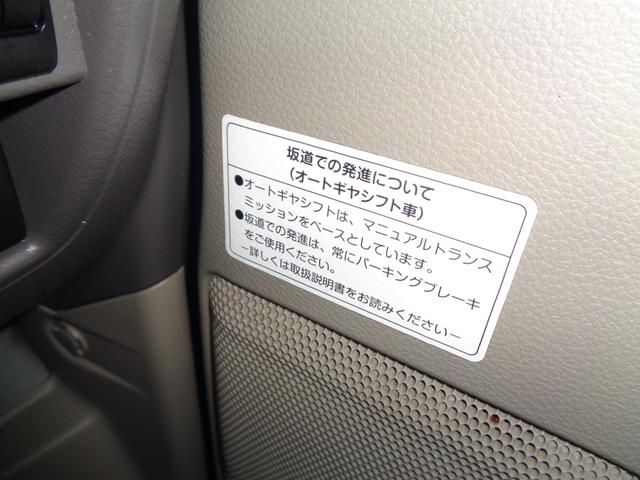 坂道での発進について
(オートギヤシフト車)
●オートギヤシフトは、マニュアルトランス
ミッションをベースとしています。
●坂道での発進は、常にパーキングブレーキ
をご使用ください。
ー詳しくは取扱説明書をお読みくださいー